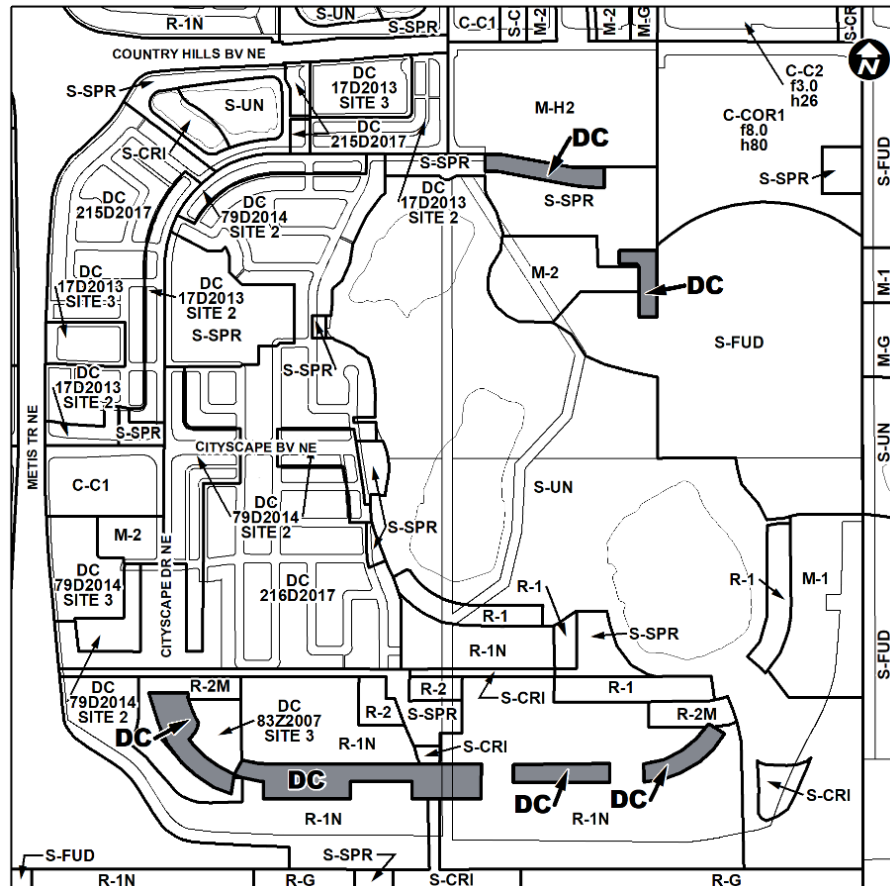 R-1N
S-UN
S-SPR
C-C1
S-C
M-2
M-2
M-G
S-CRI
COUNTRY HILLS BV NE
N
S-SPR
S-UN
DC
17D2013
SITE 3
M-H2
C-C2
f3.0
h26
C-COR1
f8.0
h80
S-CRI
DC
215D2017
DC
S-SPR
S-SPR
S-FUD
DC
215D2017
DC
79D2014
SITE 2
DC
17D2013
SITE 2
S-SPR
DC
17D2013
SITE 3
DC
17D2013
SITE 2
S-SPR
M-2
DC
M-1
S-FUD
M-G
S-SPR
DC
17D2013
SITE 2
S-SPR
METIS TR NE
CITYSCAPE BV NE
S-UN
C-C1
DC
79D2014
SITE 2
S-UN
S-SPR
M-2
CITYSCAPE DR NE
DC
79D2014
SITE 3
DC
216D2017
R-1
R-1
M-1
R-1
S-SPR
R-1N
S-FUD
DC
79D2014
SITE 2
R-2M
DC
83Z2007
SITE 3
R-2
R-2
S-SPR
S-CRI
R-1
R-2M
DC
R-1N
S-CRI
DC
DC
DC
S-CRI
R-1N
R-1N
S-FUD
S-SPR
R-1N
R-G
S-CRI
R-G